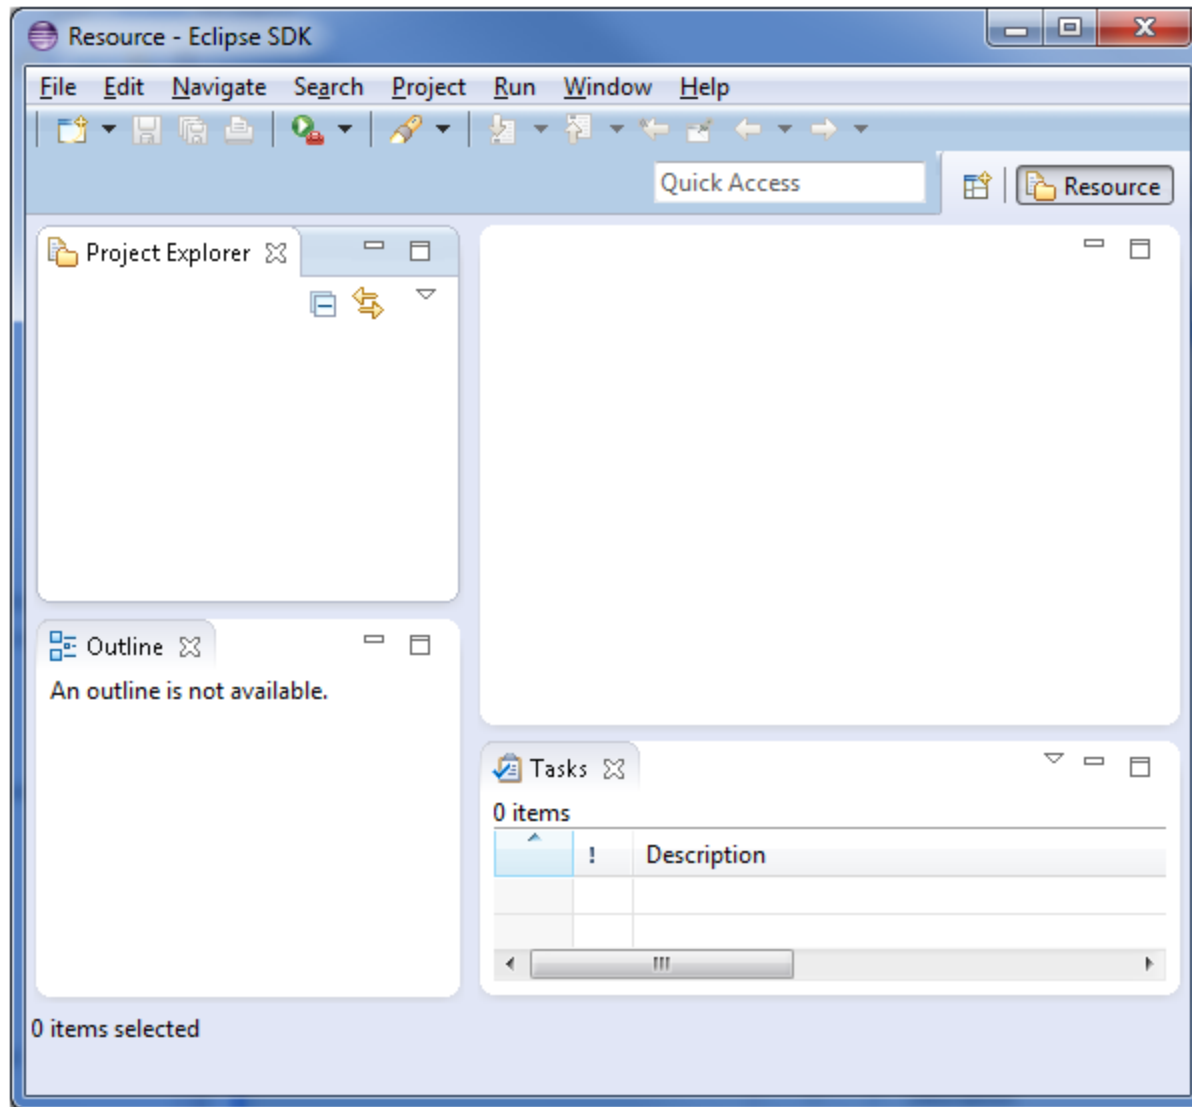 Resource - Eclipse SDK
File Edit Navigate Search Project Run Window Help
Quick Access
Resource
Project Explorer
Outline
An outline is not available.
Tasks
0 items
! Description
0 items selected